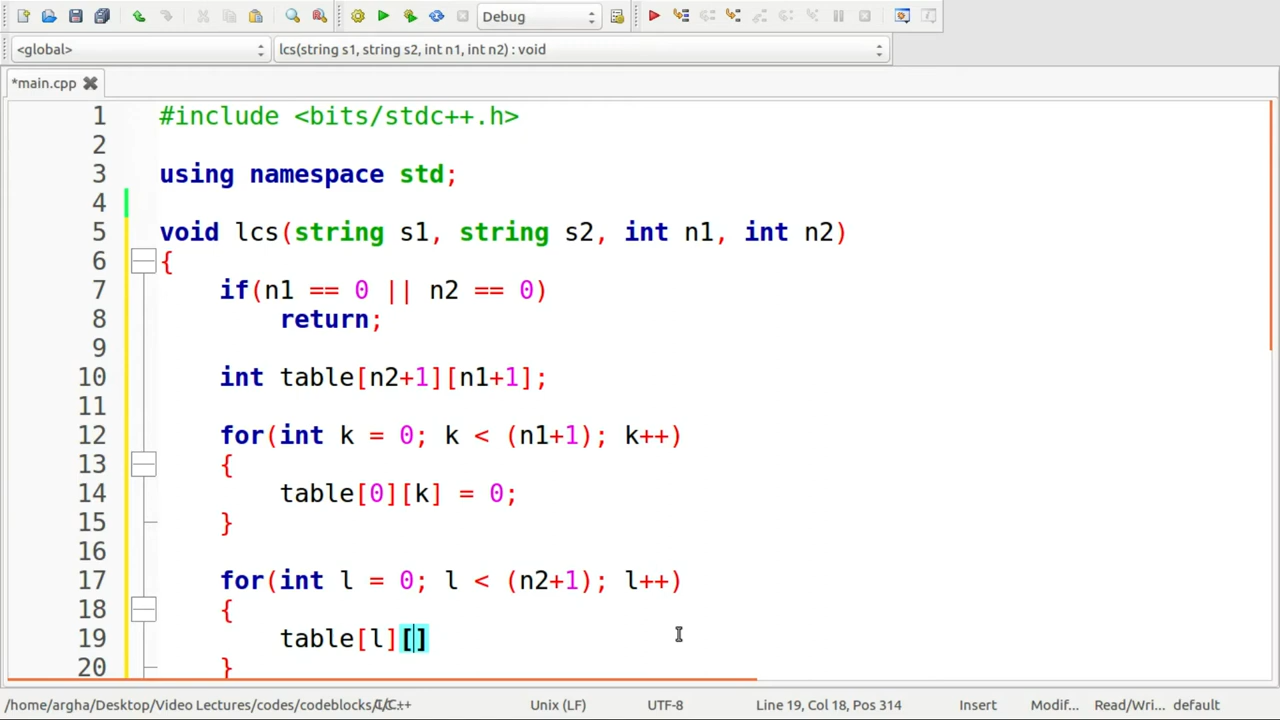 Debug
<global> lcs(string s1, string s2, int n1, int n2) : void
*main.cpp
1 #include <bits/stdc++.h>
2
3 using namespace std;
4
5 void lcs(string s1, string s2, int n1, int n2)
6 {
7 if(n1 == 0 || n2 == 0)
8 return;
9
10 int table[n2+1][n1+1];
11
12 for(int k = 0; k < (n1+1); k++)
13 {
14 table[0][k] = 0;
15 }
16
17 for(int l = 0; l < (n2+1); l++)
18 {
19 table[l][]
20 }
/home/argha/Desktop/Video Lectures/codes/codeblocks/ C/C++ Unix (LF) UTF-8 Line 19, Col 18, Pos 314 Insert Modif... Read/Wri... default